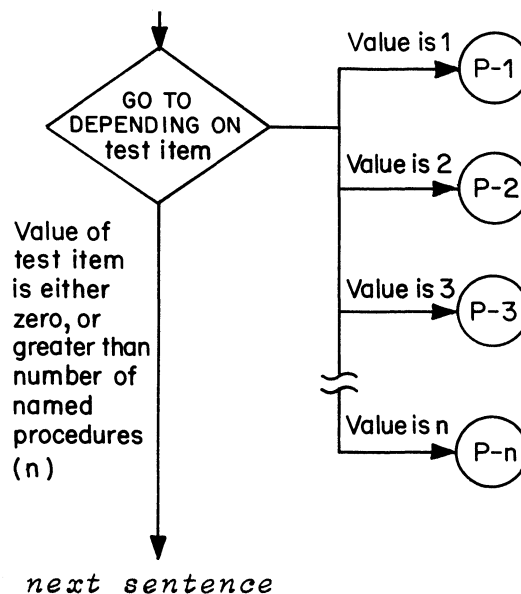 GO TO
DEPENDING ON
test item
Value is 1
P-1
Value is 2
P-2
Value is 3
P-3
Value is n
P-n
Value of
test item
is either
zero, or
greater than
number of
named
procedures
(n)
next sentence